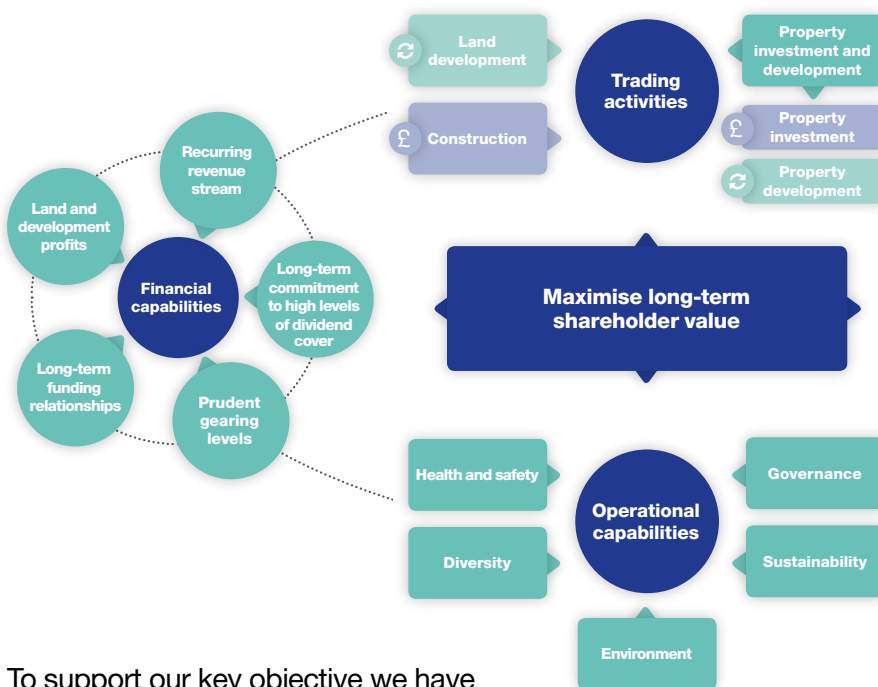 Land
development
Construction
Trading
activities
Property
investment and
development
£
Property
investment
Property
development
£
Recurring
revenue
stream
Land and
development
profits
Financial
capabilities
Long-term
commitment
to high levels
of dividend
cover
Long-term
funding
relationships
Prudent
gearing
levels
Maximise long-term
shareholder value
Health and safety
Diversity
Operational
capabilities
Governance
Sustainability
Environment
To support our key objective we have